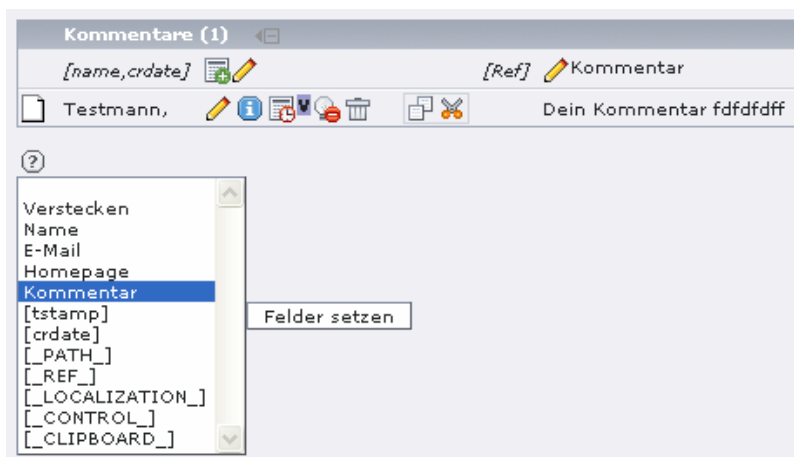 Kommentare (1)
[name,crdate] [Ref] Kommentar
Testmann, Dein Kommentar fdfdfdff
Verstecken
Name
E-Mail
Homepage
Kommentar
[tstamp]
[crdate]
[_PATH_]
[_REF_]
[_LOCALIZATION_]
[_CONTROL_]
[_CLIPBOARD_]
Felder setzen